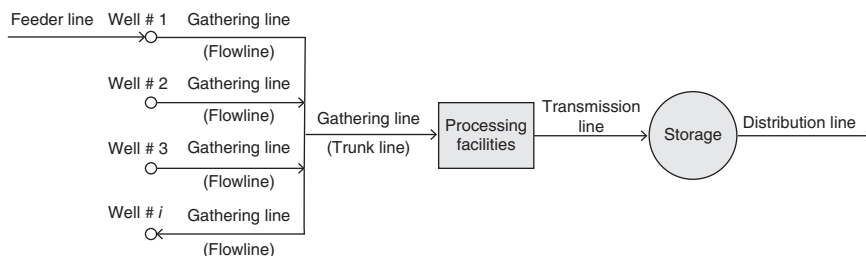 Feeder line
Well # 1
Gathering line
(Flowline)
Well # 2
Gathering line
(Flowline)
Well # 3
Gathering line
(Flowline)
Well # i
Gathering line
(Flowline)
Gathering line
(Trunk line)
Processing
facilities
Transmission
line
Storage
Distribution line